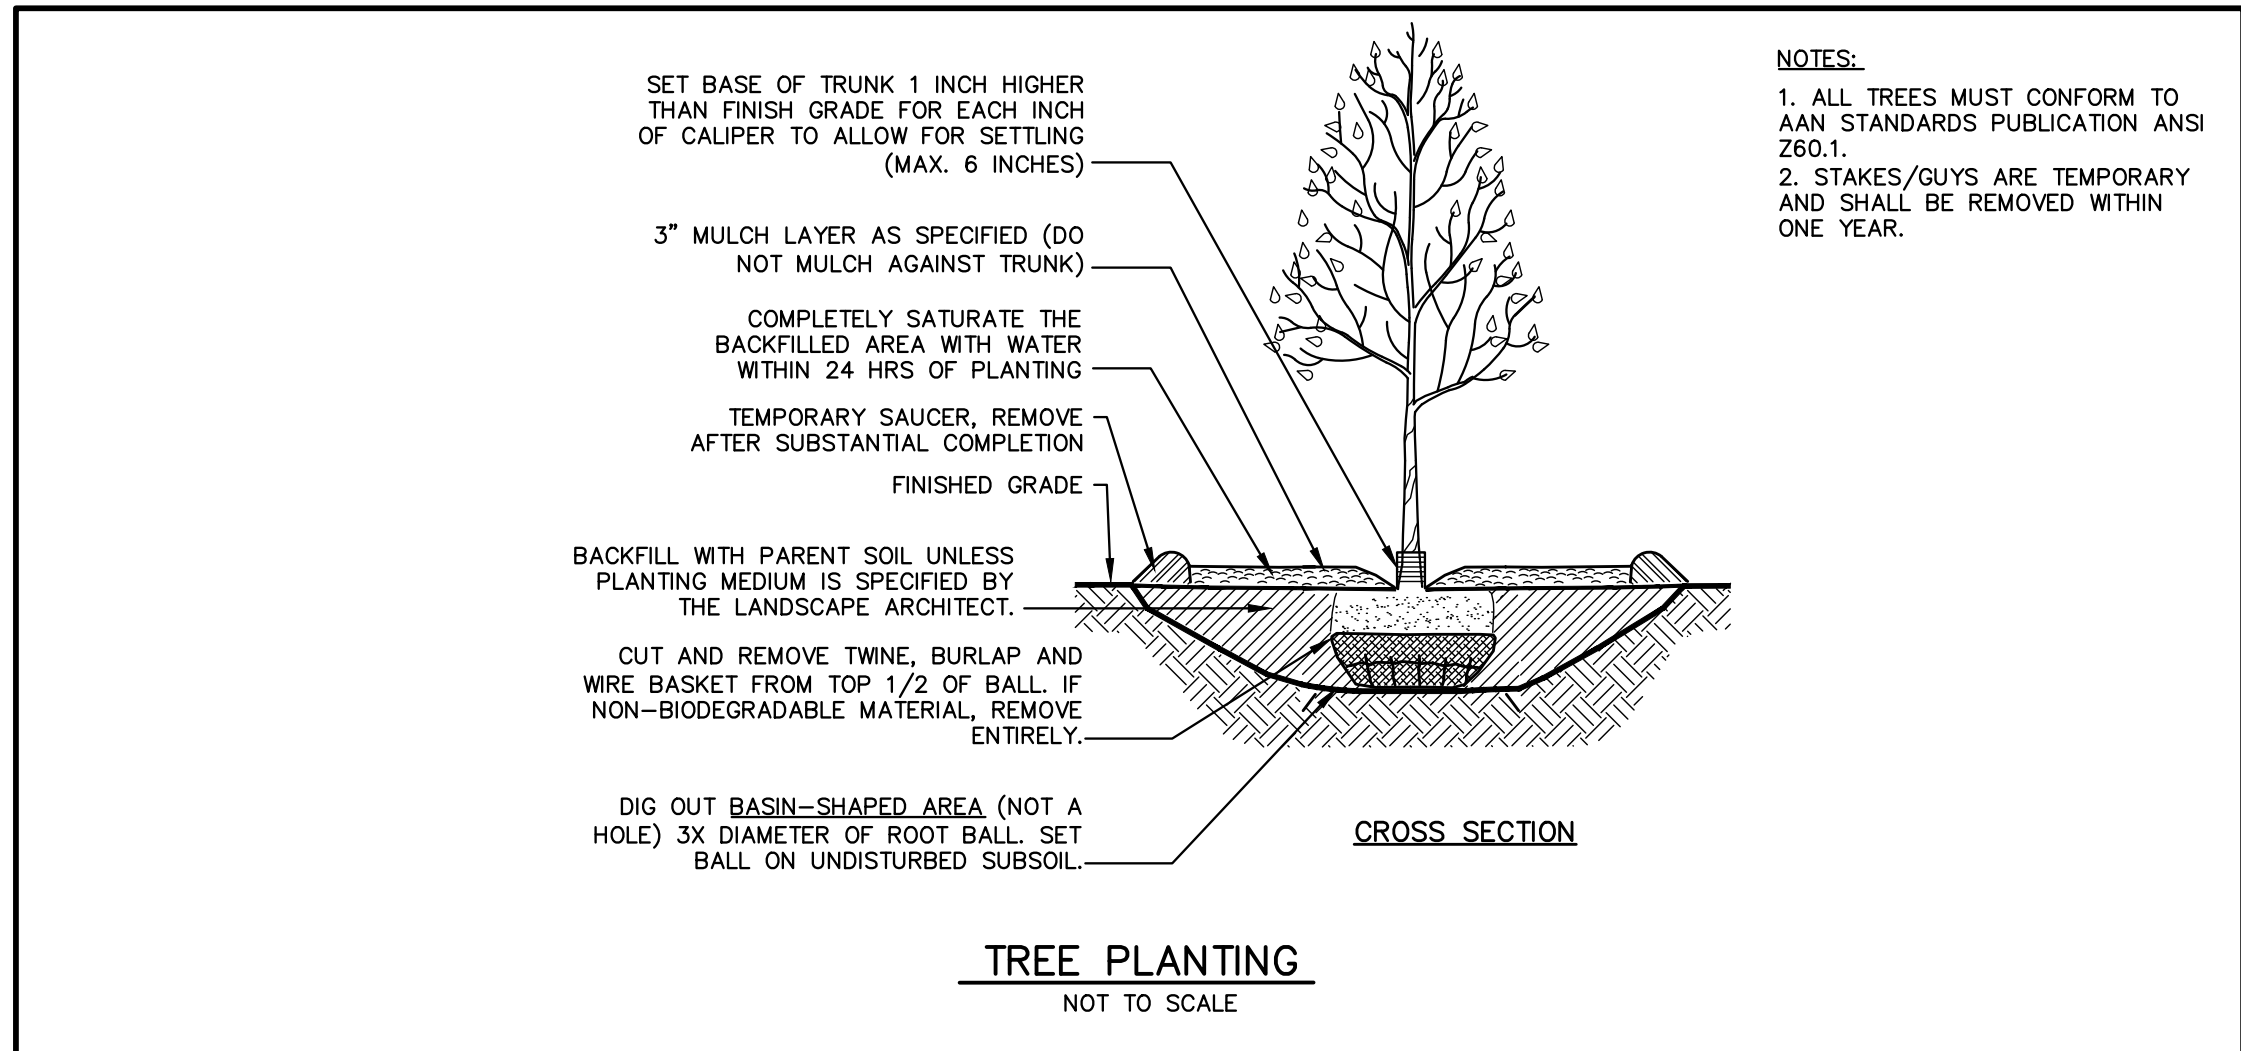 SET BASE OF TRUNK 1 INCH HIGHER
THAN FINISH GRADE FOR EACH INCH
OF CALIPER TO ALLOW FOR SETTLING
(MAX. 6 INCHES)
3" MULCH LAYER AS SPECIFIED (DO
NOT MULCH AGAINST TRUNK)
COMPLETELY SATURATE THE
BACKFILLED AREA WITH WATER
WITHIN 24 HRS OF PLANTING
TEMPORARY SAUCER, REMOVE
AFTER SUBSTANTIAL COMPLETION
FINISHED GRADE
BACKFILL WITH PARENT SOIL UNLESS
PLANTING MEDIUM IS SPECIFIED BY
THE LANDSCAPE ARCHITECT.
CUT AND REMOVE TWINE, BURLAP AND
WIRE BASKET FROM TOP 1/2 OF BALL. IF
NON-BIODEGRADABLE MATERIAL, REMOVE
ENTIRELY.
DIG OUT BASIN-SHAPED AREA (NOT A
HOLE) 3X DIAMETER OF ROOT BALL. SET
BALL ON UNDISTURBED SUBSOIL.
NOTES:
1. ALL TREES MUST CONFORM TO
AAN STANDARDS PUBLICATION ANSI
Z60.1.
2. STAKES/GUYS ARE TEMPORARY
AND SHALL BE REMOVED WITHIN
ONE YEAR.
CROSS SECTION
TREE PLANTING
NOT TO SCALE